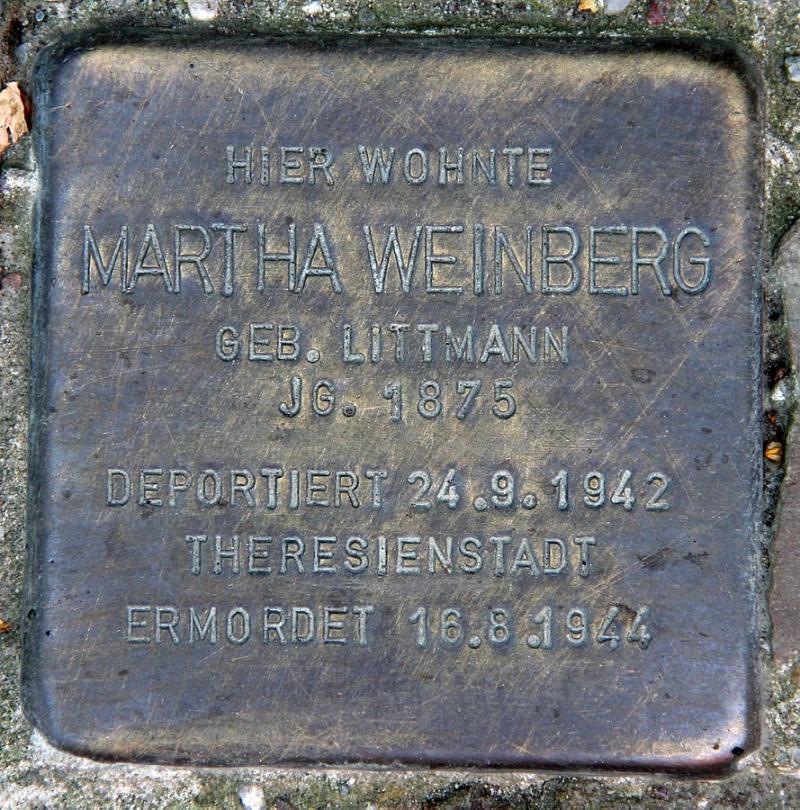 HIER WOHNTE
MARTHA WEINBERG
GEB. LITTMANN
JG. 1875
DEPORTIERT 24.9.1942
THERESIENSTADT
ERMORDET 16.8.1944